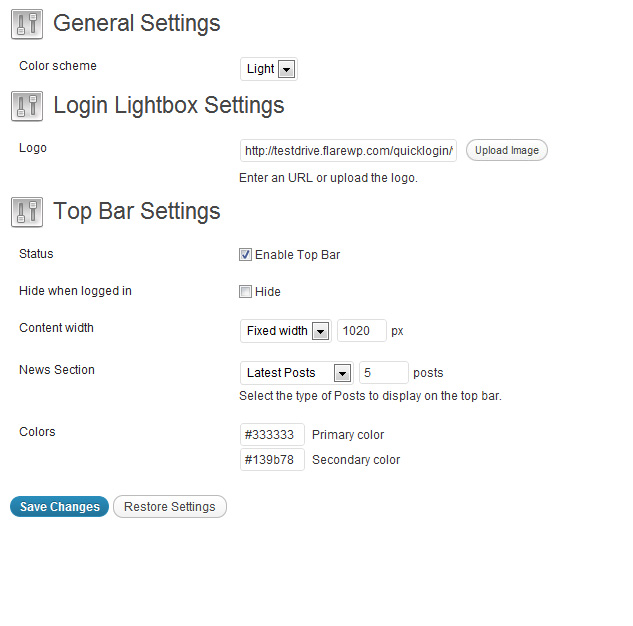 General Settings
Color scheme Light
Login Lightbox Settings
Logo http://testdrive.flarewp.com/quicklogin/ Upload Image
Enter an URL or upload the logo.
Top Bar Settings
Status Enable Top Bar
Hide when logged in Hide
Content width Fixed width 1020 px
News Section Latest Posts 5 posts
Select the type of Posts to display on the top bar.
Colors #333333 Primary color
#139b78 Secondary color
Save Changes Restore Settings